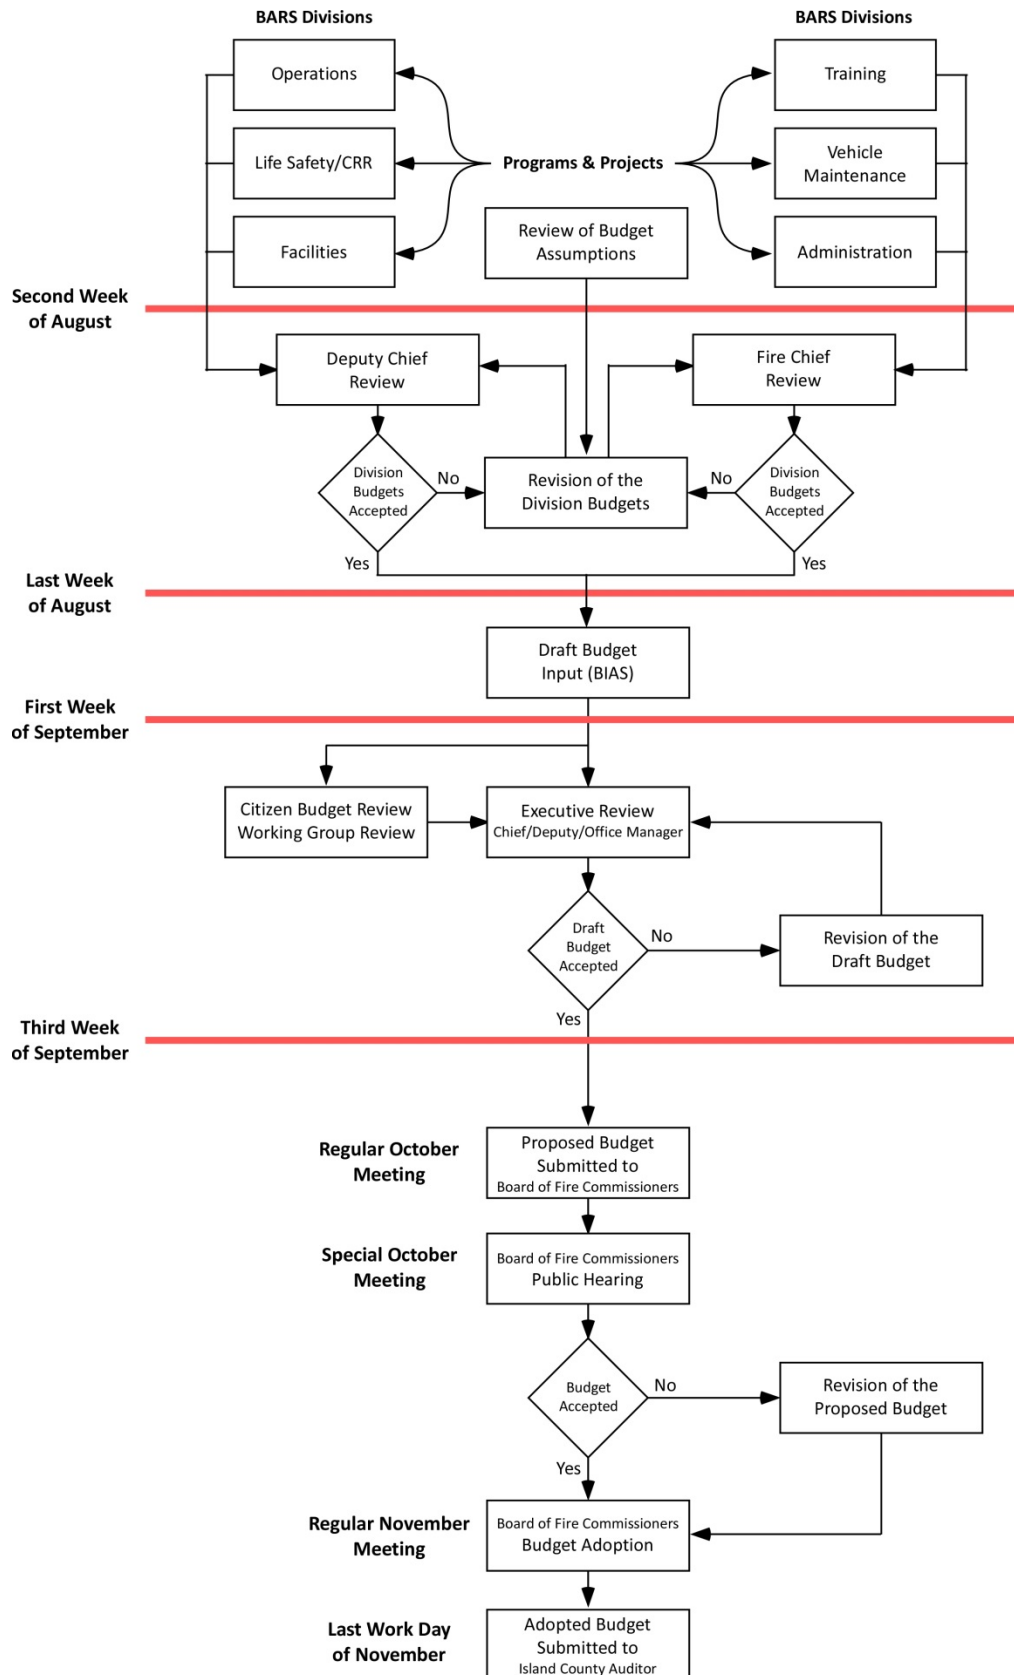 BARS Divisions
BARS Divisions
Operations
Training
Life Safety/CRR
Programs & Projects
Vehicle
Maintenance
Facilities
Review of Budget
Assumptions
Administration
Second Week
of August
Deputy Chief
Review
Fire Chief
Review
Division
Budgets
Accepted
No
Revision of the
Division Budgets
No
Division
Budgets
Accepted
Yes
Yes
Last Week
of August
Draft Budget
Input (BIAS)
First Week
of September
Citizen Budget Review
Working Group Review
Executive Review
Chief/Deputy/Office Manager
Draft
Budget
Accepted
No
Revision of the
Draft Budget
Yes
Third Week
of September
Regular October
Meeting
Proposed Budget
Submitted to
Board of Fire Commissioners
Special October
Meeting
Board of Fire Commissioners
Public Hearing
Budget
Accepted
No
Revision of the
Proposed Budget
Yes
Regular November
Meeting
Board of Fire Commissioners
Budget Adoption
Last Work Day
of November
Adopted Budget
Submitted to
Island County Auditor